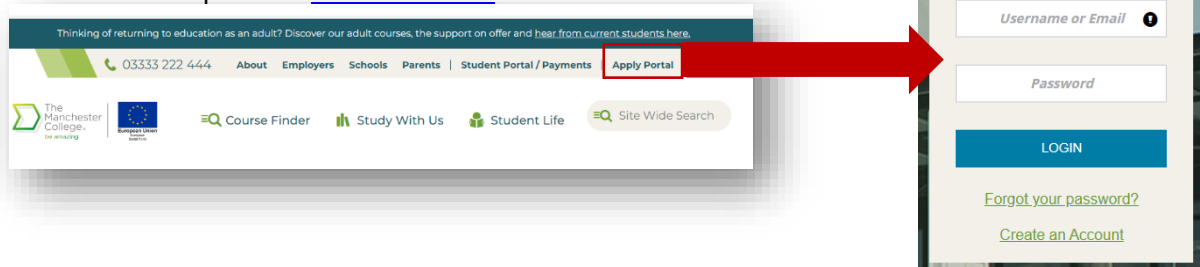 Thinking of returning to education as an adult? Discover our adult courses, the support on offer and hear from current students here.
03333 222 444 About Employers Schools Parents | Student Portal / Payments | Apply Portal
The
Manchester
College.
be amazing
European Union
Course Finder Study With Us Student Life Site Wide Search
Username or Email
Password
LOGIN
Forgot your password?
Create an Account